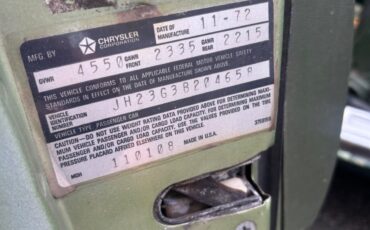 MFG. BY CHRYSLER CORPORATION DATE OF MANUFACTURE 11-72
GVWR 4550 GAWR FRONT 2335 GAWR REAR 2215
THIS VEHICLE CONFORMS TO ALL APPLICABLE FEDERAL MOTOR VEHICLE SAFETY
STANDARDS IN EFFECT ON THE DATE OF MANUFACTURE SHOWN ABOVE.
VEHICLE IDENTIFICATION NUMBER JH23G3B204658
VEHICLE TYPE: PASSENGER CAR
CAUTION—DO NOT USE WEIGHT RATING DATA PROVIDED ABOVE FOR DETERMINING MAXI-
MUM VEHICLE PASSENGER AND/OR CARGO LOAD CAPACITY. FOR DETERMINING MAXIMUM
PASSENGER AND/OR CARGO LOAD CAPACITY, USE VALUES PROVIDED ON THE TIRE
PRESSURE PLACARD AFFIXED ELSEWHERE ON THIS VEHICLE.
MDH 110108 MADE IN U.S.A.